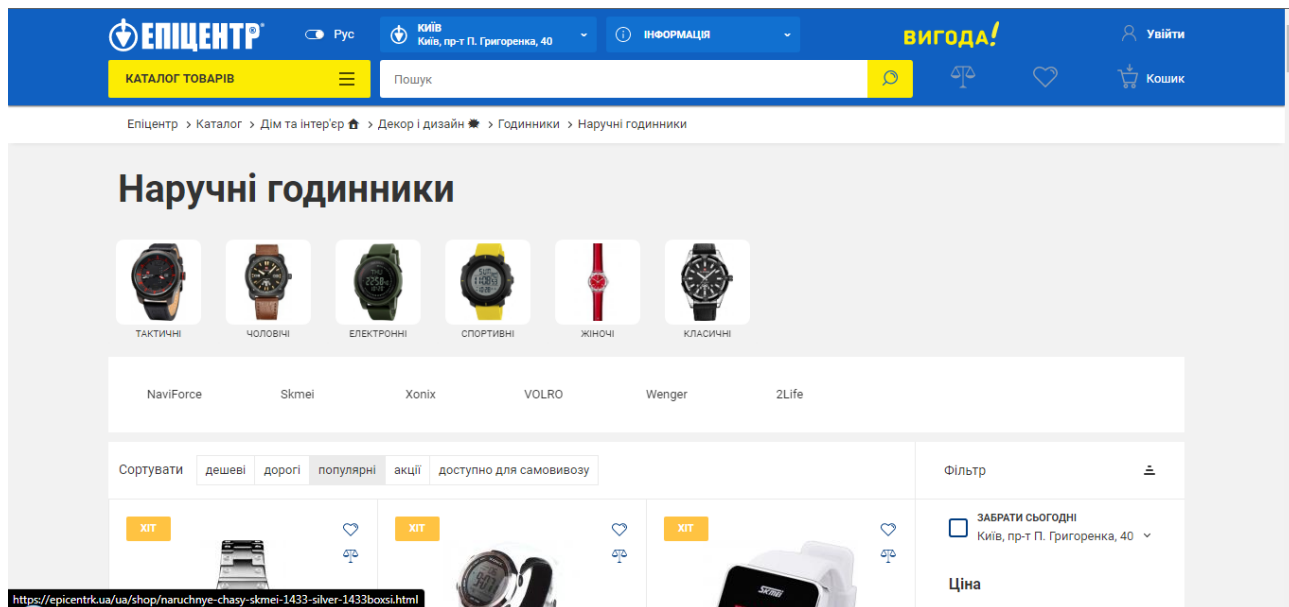 ЕПІЦЕНТР
Рус
КИЇВ
Київ, пр-т П. Григоренка, 40
ІНФОРМАЦІЯ
ВИГОДА!
Увійти
КАТАЛОГ ТОВАРІВ
Пошук
Кошик
Епіцентр > Каталог > Дім та інтер'єр > Декор і дизайн > Годинники > Наручні годинники
Наручні годинники
ТАКТИЧНІ
ЧОЛОВІЧІ
ЕЛЕКТРОННІ
СПОРТИВНІ
ЖІНОЧІ
КЛАСИЧНІ
NaviForce
Skmei
Xonix
VOLRO
Wenger
2Life
Сортувати
дешеві
дорогі
популярні
акції
доступно для самовивозу
Фільтр
ХІТ
ХІТ
ХІТ
ЗАБРАТИ СЬОГОДНІ
Київ, пр-т П. Григоренка, 40
SKMEI
Ціна
https://epicentrk.ua/ua/shop/naruchnye-chasy-skmei-1433-silver-1433boxsi.html